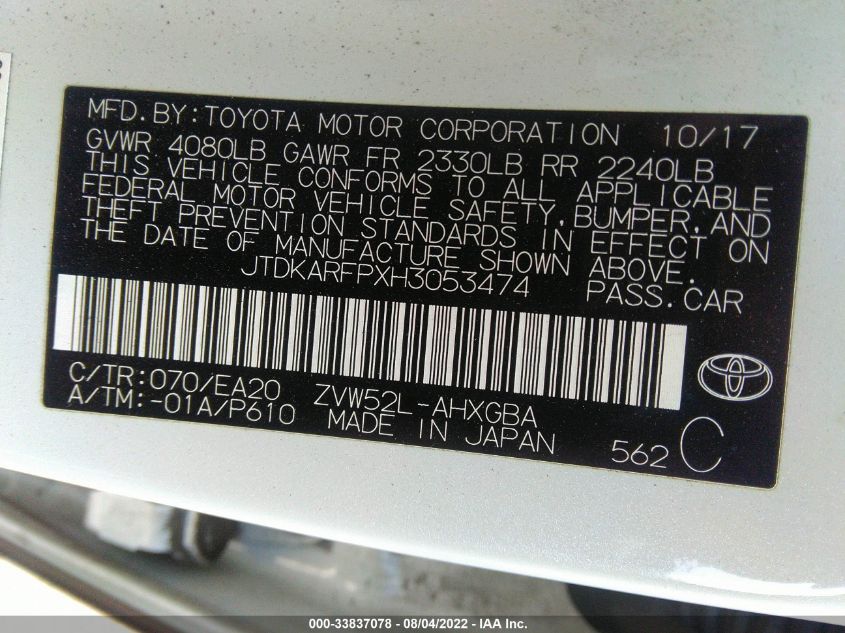 MFD. BY: TOYOTA MOTOR CORPORATION 10/17
GVWR 4080LB GAWR FR 2330LB RR 2240LB
THIS VEHICLE CONFORMS TO ALL APPLICABLE
FEDERAL MOTOR VEHICLE SAFETY, BUMPER, AND
THEFT PREVENTION STANDARDS IN EFFECT ON
THE DATE OF MANUFACTURE SHOWN ABOVE.
JTDKARFPXH3053474 PASS. CAR
C/TR: 070/EA20 ZVW52L-AHXGBA
A/TM: -01A/P610 MADE IN JAPAN
562 C
000-33837078 - 08/04/2022 - IAA Inc.